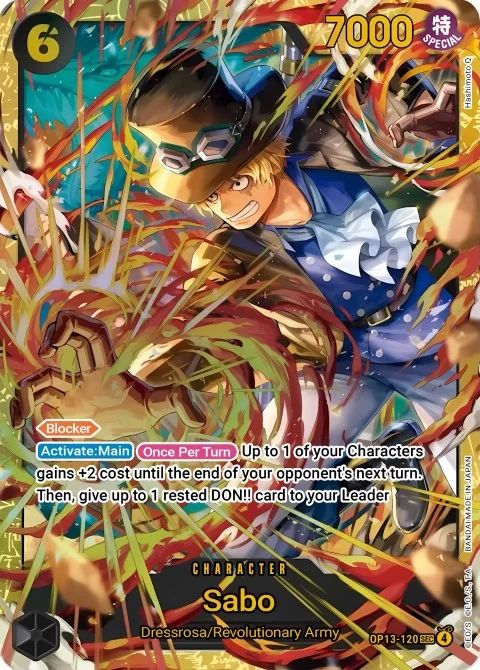 6
7000
特
SPECIAL
Hashimoto Q
Blocker
Activate:Main Once Per Turn Up to 1 of your Characters
gains +2 cost until the end of your opponent's next turn.
Then, give up to 1 rested DON!! card to your Leader
CHARACTER
Sabo
Dressrosa/Revolutionary Army
OP13-120 SEC 4
©E.O/S ©E.O./S., T.A. BANDAI MADE IN JAPAN